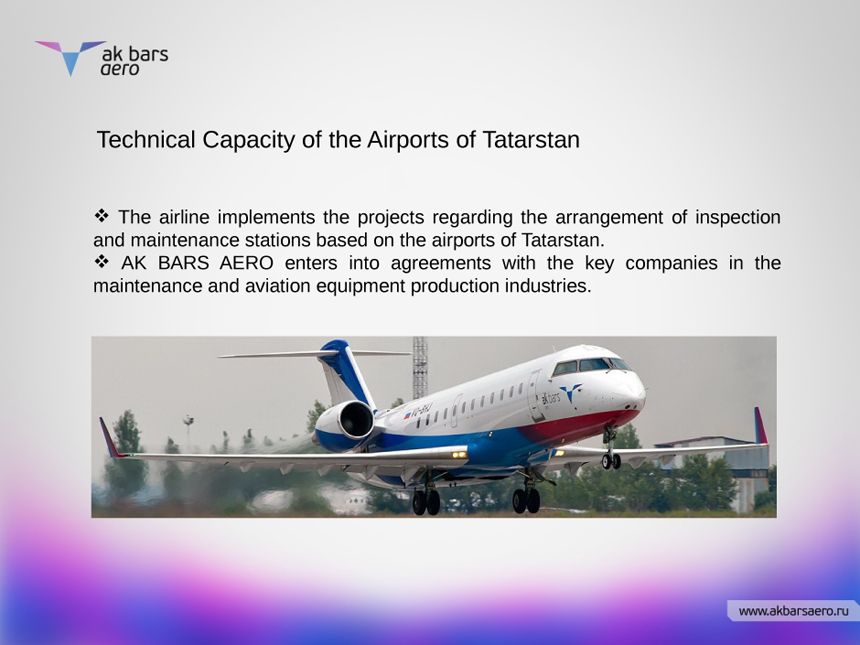 ak bars
aero
Technical Capacity of the Airports of Tatarstan
❖ The airline implements the projects regarding the arrangement of inspection
and maintenance stations based on the airports of Tatarstan.
❖ AK BARS AERO enters into agreements with the key companies in the
maintenance and aviation equipment production industries.
ak bars
www.akbarsaero.ru